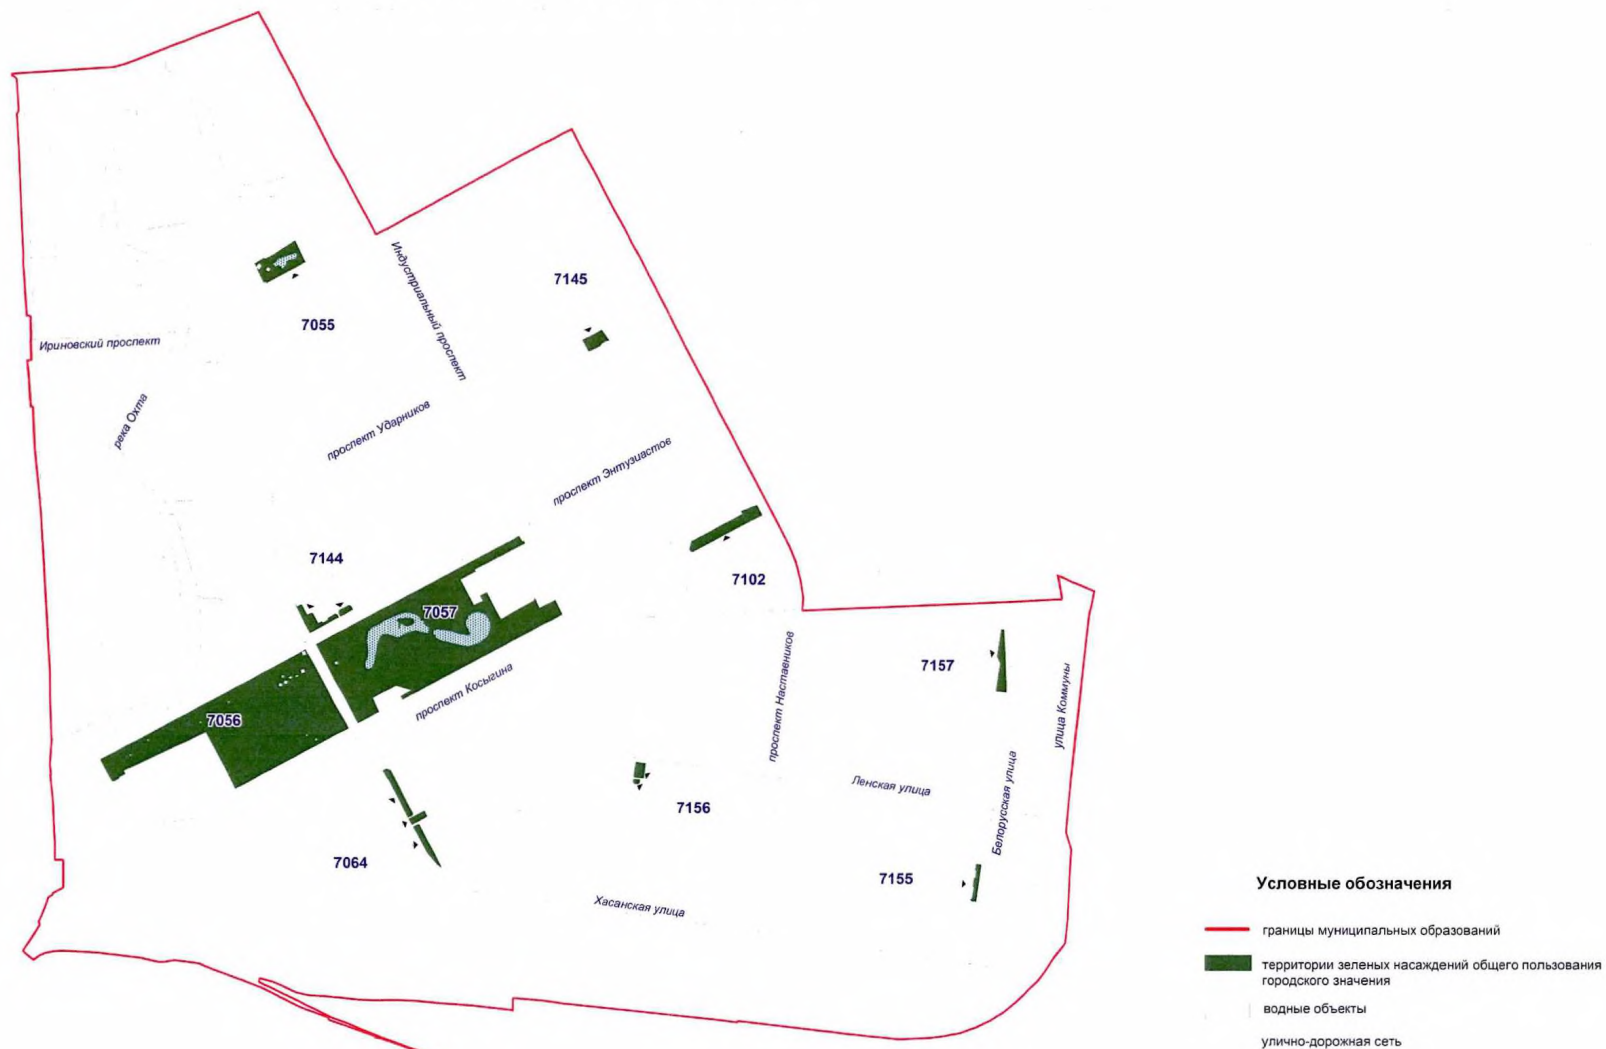 7145
Индустриальный проспект
7055
Ириновский проспект
река Охта
проспект Ударников
проспект Энтузиастов
7144
7102
7057
проспект Наставников
7157
улица Коммуны
проспект Косыгина
7056
Ленская улица
Белорусская улица
7156
7064
7155
Хасанская улица
Условные обозначения
границы муниципальных образований
территории зеленых насаждений общего пользования
городского значения
водные объекты
улично-дорожная сеть